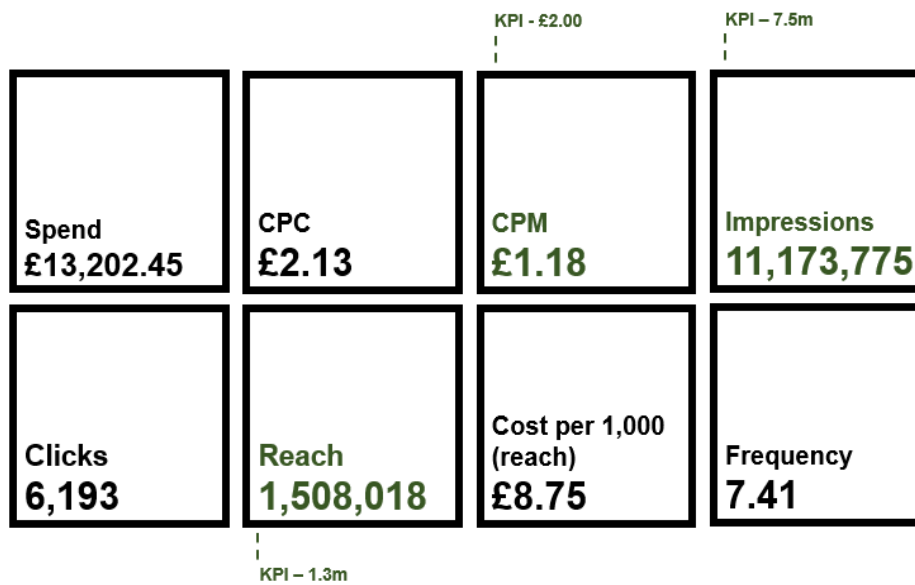 KPI - £2.00
KPI – 7.5m
Spend
£13,202.45
CPC
£2.13
CPM
£1.18
Impressions
11,173,775
Clicks
6,193
Reach
1,508,018
Cost per 1,000
(reach)
£8.75
Frequency
7.41
KPI – 1.3m